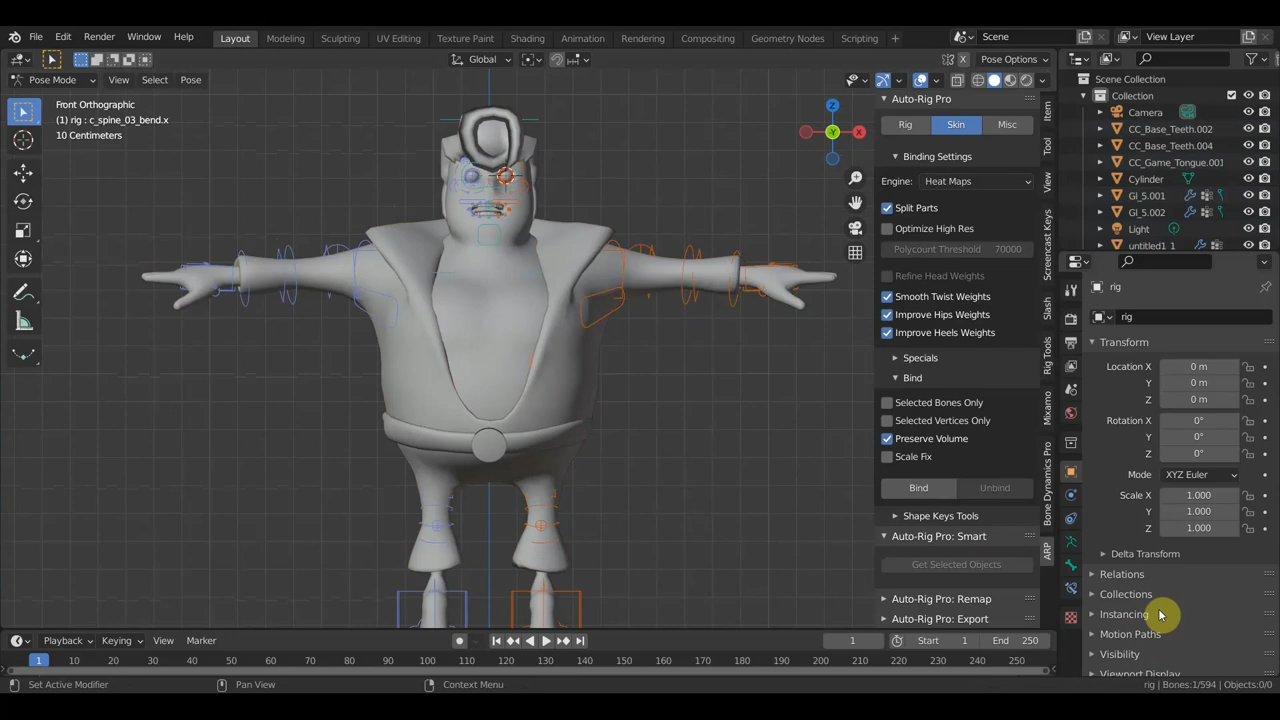 File Edit Render Window Help Layout Modeling Sculpting UV Editing Texture Paint Shading Animation Rendering Compositing Geometry Nodes Scripting + Scene View Layer
Global X Pose Options
Pose Mode View Select Pose
Front Orthographic
(1) rig : c_spine_03_bend.x
10 Centimeters
Z
X
-Y
Auto-Rig Pro
Rig Skin Misc
Binding Settings
Engine: Heat Maps
Split Parts
Optimize High Res
Polycount Threshold 70000
Refine Head Weights
Smooth Twist Weights
Improve Hips Weights
Improve Heels Weights
Specials
Bind
Selected Bones Only
Selected Vertices Only
Preserve Volume
Scale Fix
Bind Unbind
Shape Keys Tools
Auto-Rig Pro: Smart
Get Selected Objects
Auto-Rig Pro: Remap
Auto-Rig Pro: Export
Item
Tool
View
Screencast Keys
Slash
Rig Tools
Mixamo
Bone Dynamics Pro
ARP
Scene Collection
Collection
Camera
CC_Base_Teeth.002
CC_Base_Teeth.004
CC_Game_Tongue.001
Cylinder
GI_5.001
GI_5.002
Light
untitled1_1
rig
rig
Transform
Location X 0 m
Y 0 m
Z 0 m
Rotation X 0°
Y 0°
Z 0°
Mode XYZ Euler
Scale X 1.000
Y 1.000
Z 1.000
Delta Transform
Relations
Collections
Instancing
Motion Paths
Visibility
Viewport Display
Playback Keying View Marker 1 Start 1 End 250
1 10 20 30 40 50 60 70 80 90 100 110 120 130 140 150 160 170 180 190 200 210 220 230 240 250
Set Active Modifier Pan View Context Menu rig | Bones:1/594 | Objects:0/0